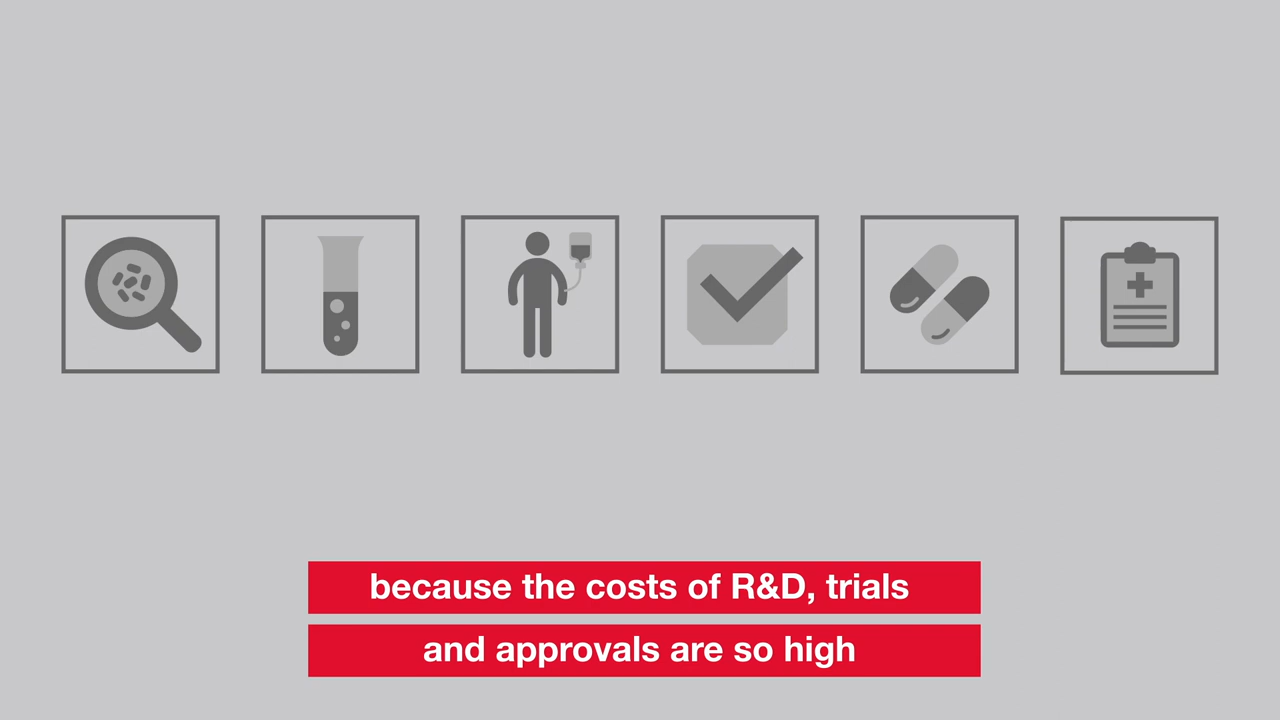 because the costs of R&D, trials
and approvals are so high